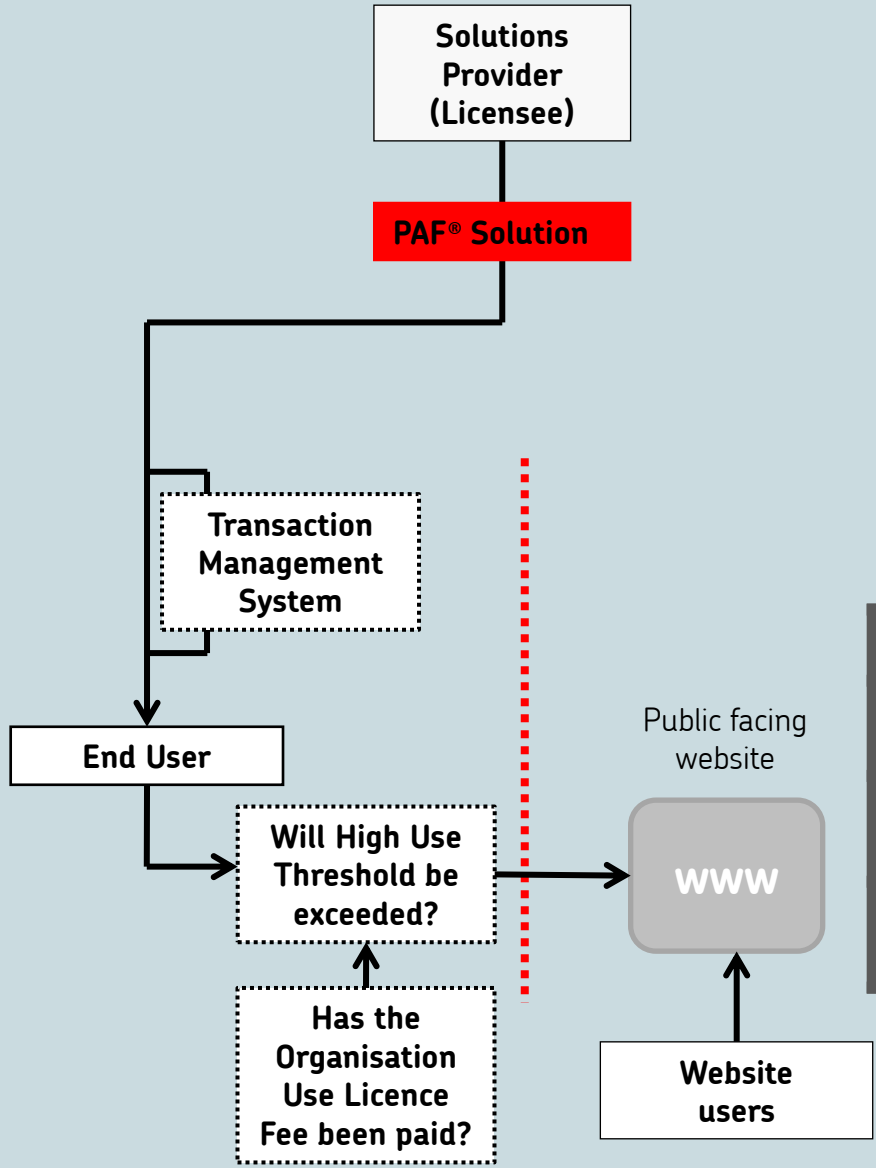 Solutions
Provider
(Licensee)
PAF® Solution
Transaction
Management
System
End User
Public facing
website
Will High Use
Threshold be
exceeded?
www
Has the
Organisation
Use Licence
Fee been paid?
Website
users